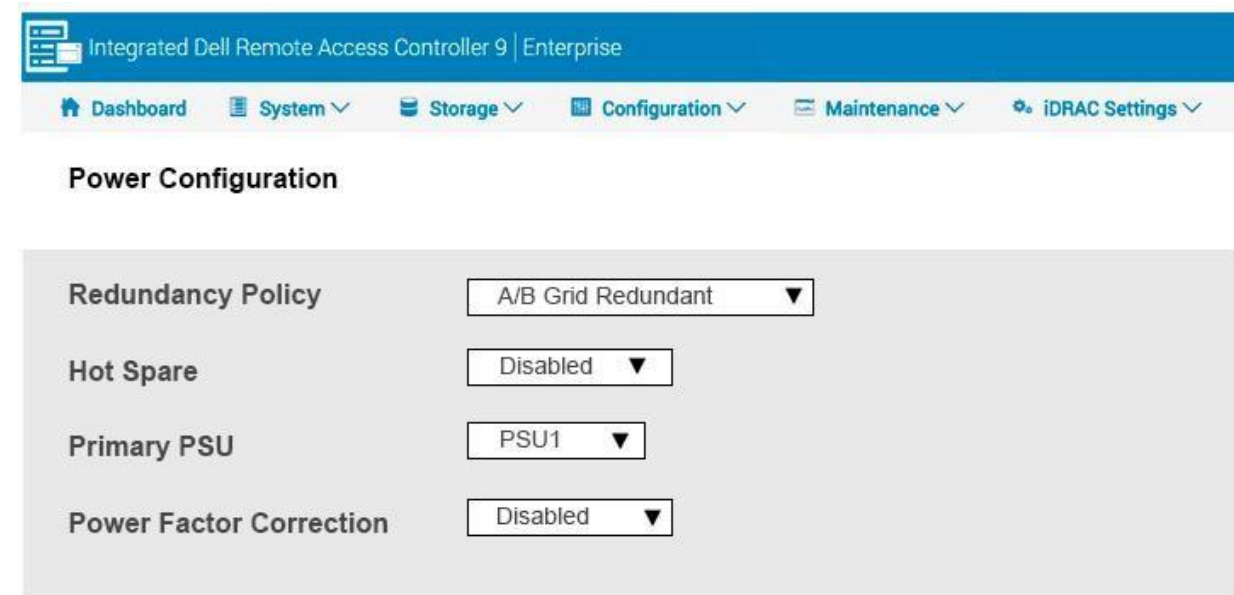 Integrated Dell Remote Access Controller 9 | Enterprise
Dashboard System Storage Configuration Maintenance iDRAC Settings
Power Configuration
Redundancy Policy A/B Grid Redundant
Hot Spare Disabled
Primary PSU PSU1
Power Factor Correction Disabled